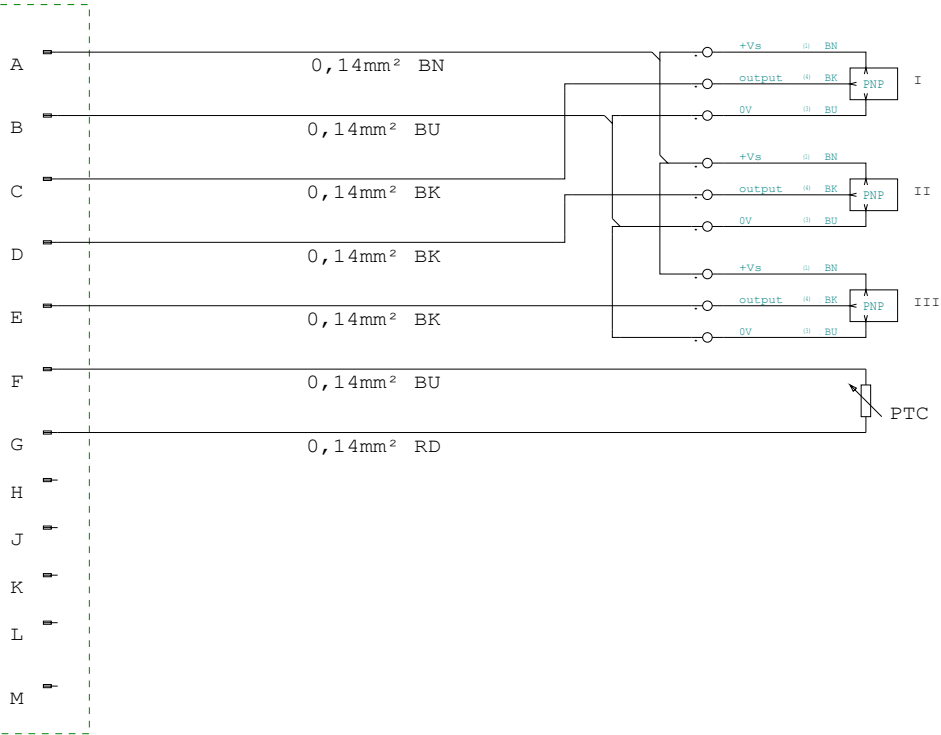 A
0,14mm² BN
+Vs (1) BN
output (4) BK
PNP
I
0V (3) BU
B
0,14mm² BU
+Vs (1) BN
C
0,14mm² BK
output (4) BK
PNP
II
0V (3) BU
D
0,14mm² BK
+Vs (1) BN
output (4) BK
PNP
III
E
0,14mm² BK
0V (3) BU
F
0,14mm² BU
PTC
G
0,14mm² RD
H
J
K
L
M